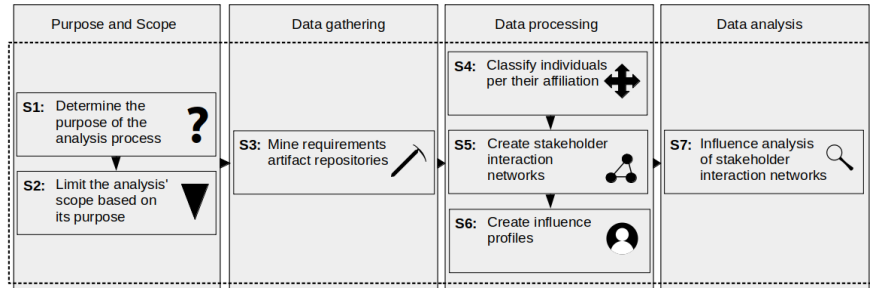 Purpose and Scope
Data gathering
Data processing
Data analysis
S1: Determine the
purpose of the
analysis process
?
S2: Limit the analysis'
scope based on
its purpose
S3: Mine requirements
artifact repositories
S4: Classify individuals
per their affiliation
S5: Create stakeholder
interaction
networks
S6: Create influence
profiles
S7: Influence analysis
of stakeholder
interaction networks